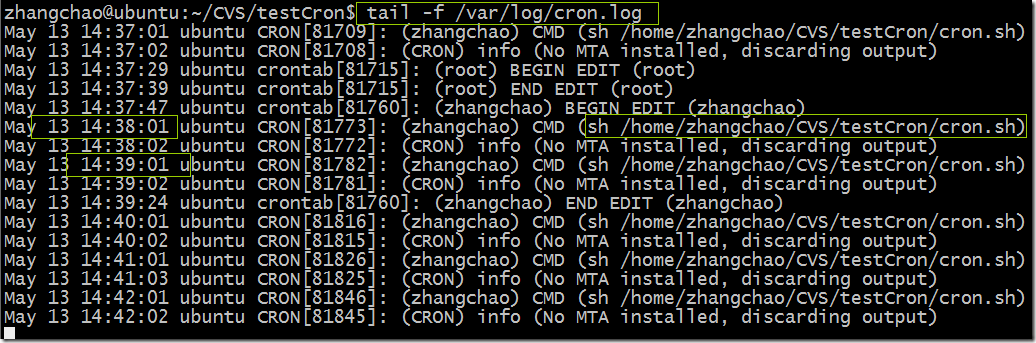 zhangchao@ubuntu:~/CVS/testCron$ tail -f /var/log/cron.log
May 13 14:37:01 ubuntu CRON[81709]: (zhangchao) CMD (sh /home/zhangchao/CVS/testCron/cron.sh)
May 13 14:37:02 ubuntu CRON[81708]: (CRON) info (No MTA installed, discarding output)
May 13 14:37:29 ubuntu crontab[81715]: (root) BEGIN EDIT (root)
May 13 14:37:39 ubuntu crontab[81715]: (root) END EDIT (root)
May 13 14:37:47 ubuntu crontab[81760]: (zhangchao) BEGIN EDIT (zhangchao)
May 13 14:38:01 ubuntu CRON[81773]: (zhangchao) CMD (sh /home/zhangchao/CVS/testCron/cron.sh)
May 13 14:38:02 ubuntu CRON[81772]: (CRON) info (No MTA installed, discarding output)
May 13 14:39:01 ubuntu CRON[81782]: (zhangchao) CMD (sh /home/zhangchao/CVS/testCron/cron.sh)
May 13 14:39:02 ubuntu CRON[81781]: (CRON) info (No MTA installed, discarding output)
May 13 14:39:24 ubuntu crontab[81760]: (zhangchao) END EDIT (zhangchao)
May 13 14:40:01 ubuntu CRON[81816]: (zhangchao) CMD (sh /home/zhangchao/CVS/testCron/cron.sh)
May 13 14:40:02 ubuntu CRON[81815]: (CRON) info (No MTA installed, discarding output)
May 13 14:41:01 ubuntu CRON[81826]: (zhangchao) CMD (sh /home/zhangchao/CVS/testCron/cron.sh)
May 13 14:41:03 ubuntu CRON[81825]: (CRON) info (No MTA installed, discarding output)
May 13 14:42:01 ubuntu CRON[81846]: (zhangchao) CMD (sh /home/zhangchao/CVS/testCron/cron.sh)
May 13 14:42:02 ubuntu CRON[81845]: (CRON) info (No MTA installed, discarding output)